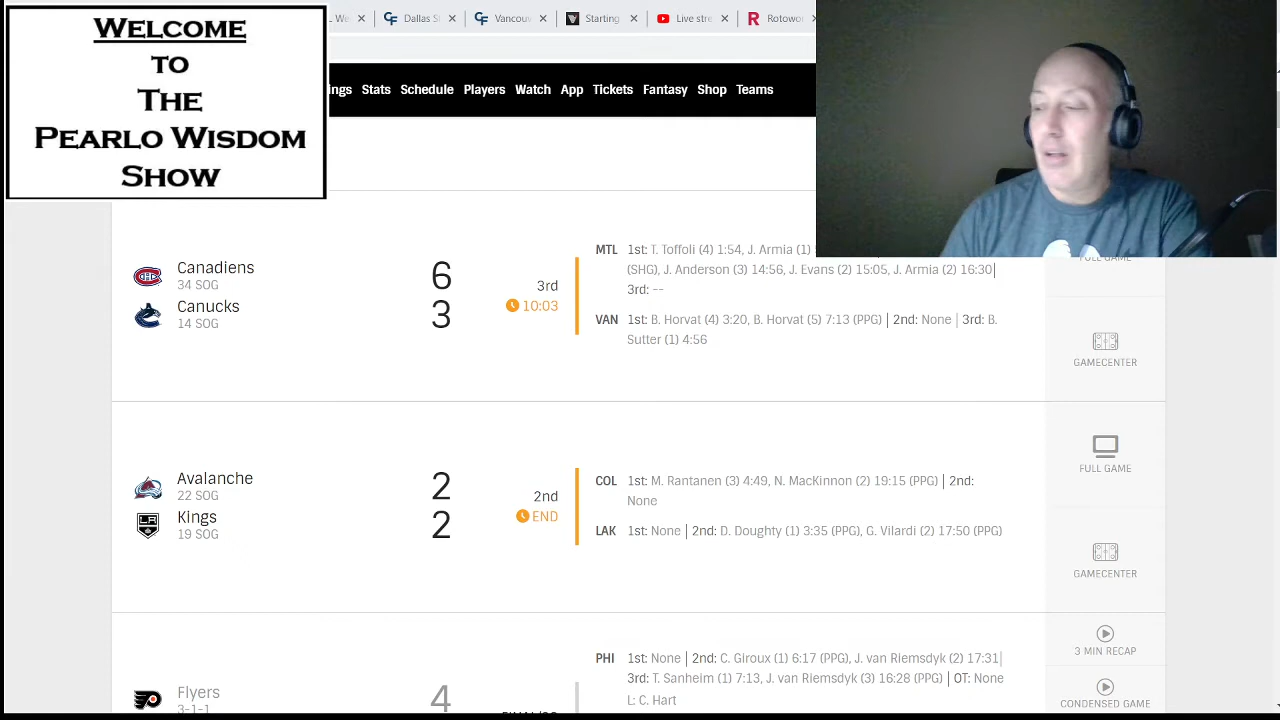 WELCOME
TO
THE
PEARLO WISDOM
SHOW
Dallas S
Vancouv
Starting
Live stre
Rotowo
ngs Stats Schedule Players Watch App Tickets Fantasy Shop Teams
Canadiens
34 SOG
6
Canucks
14 SOG
3
3rd
10:03
MTL 1st: T. Toffoli (4) 1:54, J. Armia (1)
(SHG), J. Anderson (3) 14:56, J. Evans (2) 15:05, J. Armia (2) 16:30|
3rd: --
VAN 1st: B. Horvat (4) 3:20, B. Horvat (5) 7:13 (PPG) | 2nd: None | 3rd: B.
Sutter (1) 4:56
FULL GAME
GAMECENTER
Avalanche
22 SOG
2
Kings
19 SOG
2
2nd
END
COL 1st: M. Rantanen (3) 4:49, N. MacKinnon (2) 19:15 (PPG) | 2nd:
None
LAK 1st: None | 2nd: D. Doughty (1) 3:35 (PPG), G. Vilardi (2) 17:50 (PPG)
FULL GAME
GAMECENTER
Flyers
3-1-1
4
PHI 1st: None | 2nd: C. Giroux (1) 6:17 (PPG), J. van Riemsdyk (2) 17:31|
3rd: T. Sanheim (1) 7:13, J. van Riemsdyk (3) 16:28 (PPG) | OT: None
L: C. Hart
3 MIN RECAP
CONDENSED GAME